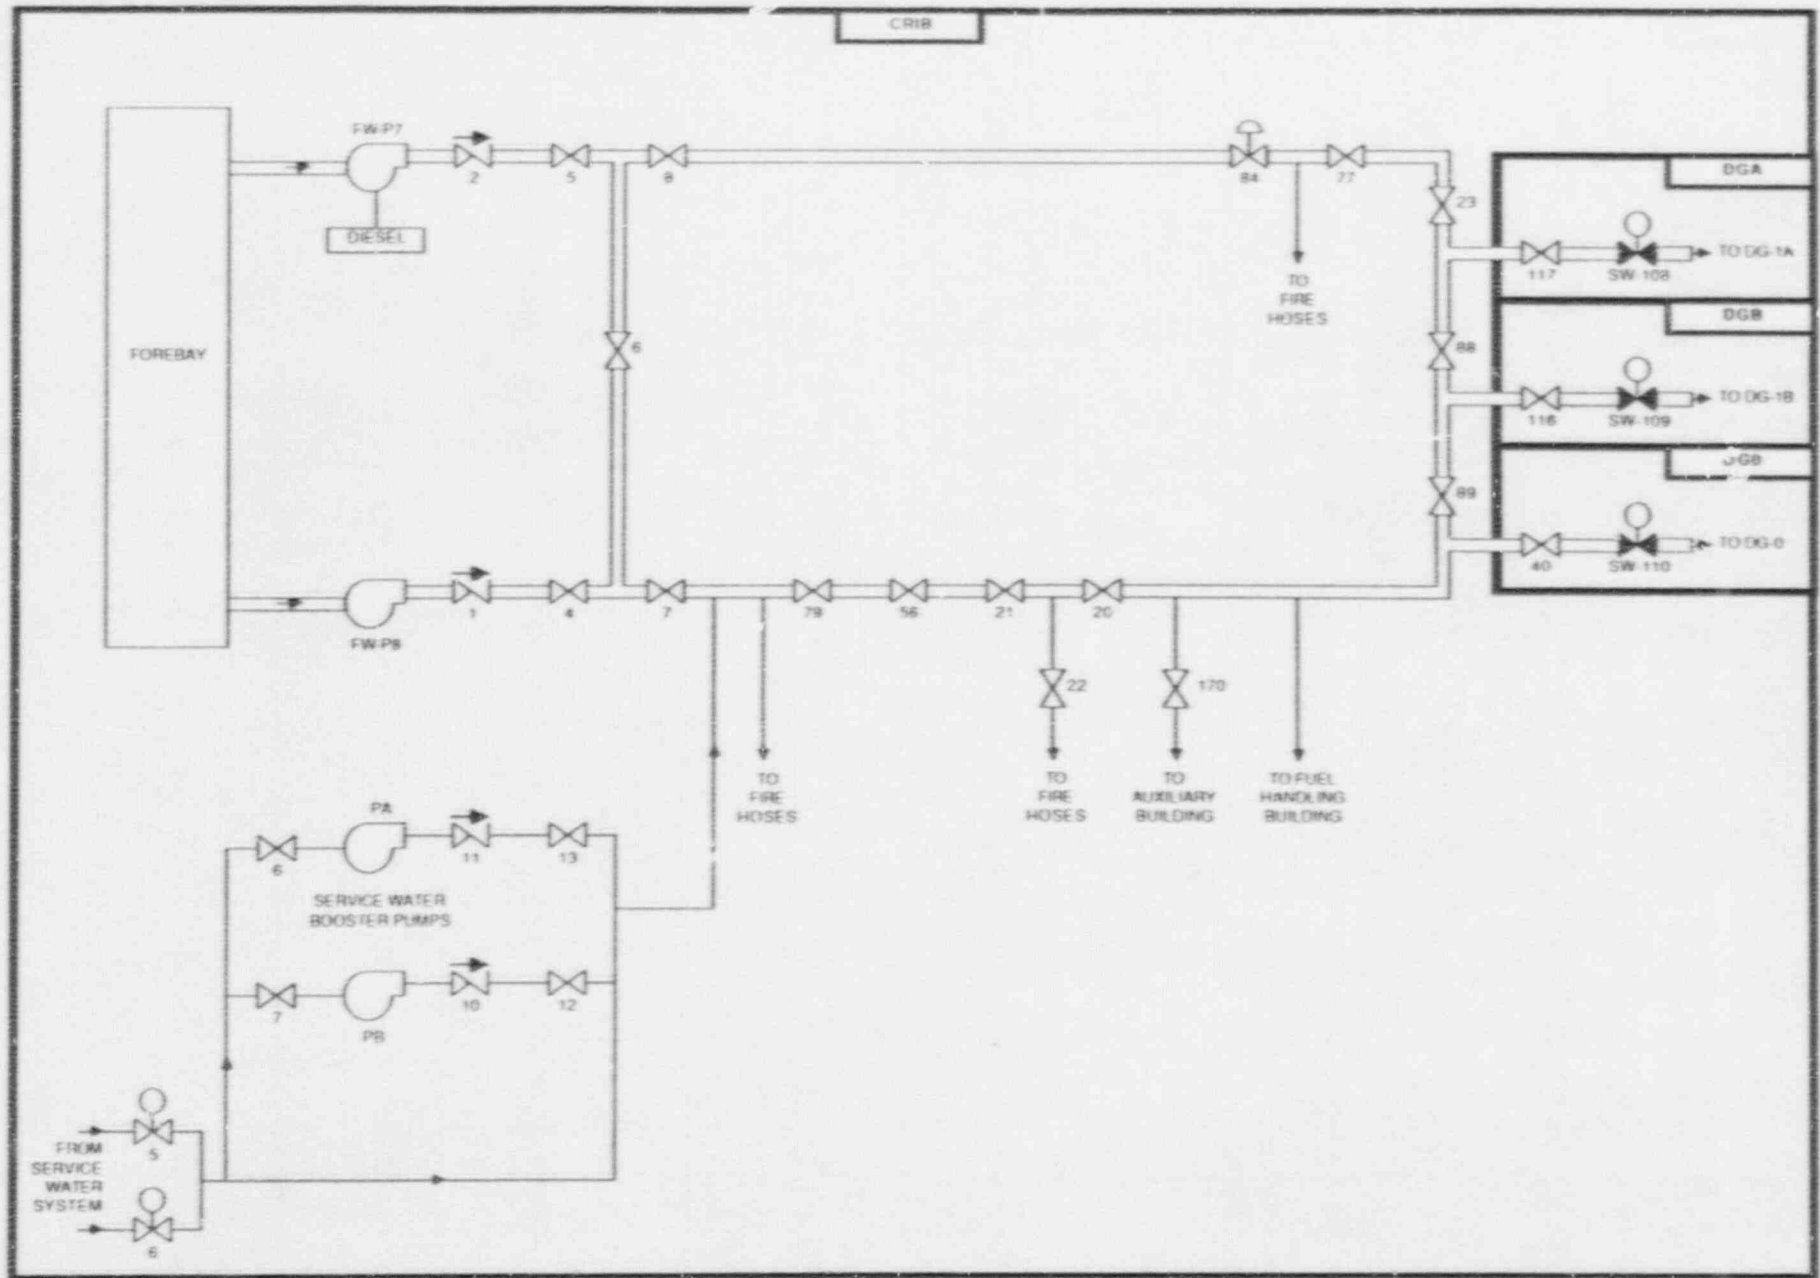 CRIB
FW-P7
2
5
8
84
77
DIESEL
23
DGA
TO DG-1A
117
SW-108
TO
FIRE
HOSES
DGB
FOREBAY
6
88
TO DG-1B
116
SW-109
89
TO DG-0
40
SW-110
1
4
7
79
56
21
20
FW-P8
22
170
TO
FIRE
HOSES
TO
FIRE
HOSES
TO
AUXILIARY
BUILDING
TO FUEL
HANDLING
BUILDING
PA
6
11
13
SERVICE WATER
BOOSTER PUMPS
7
10
12
PB
FROM
SERVICE
WATER
SYSTEM
5
6